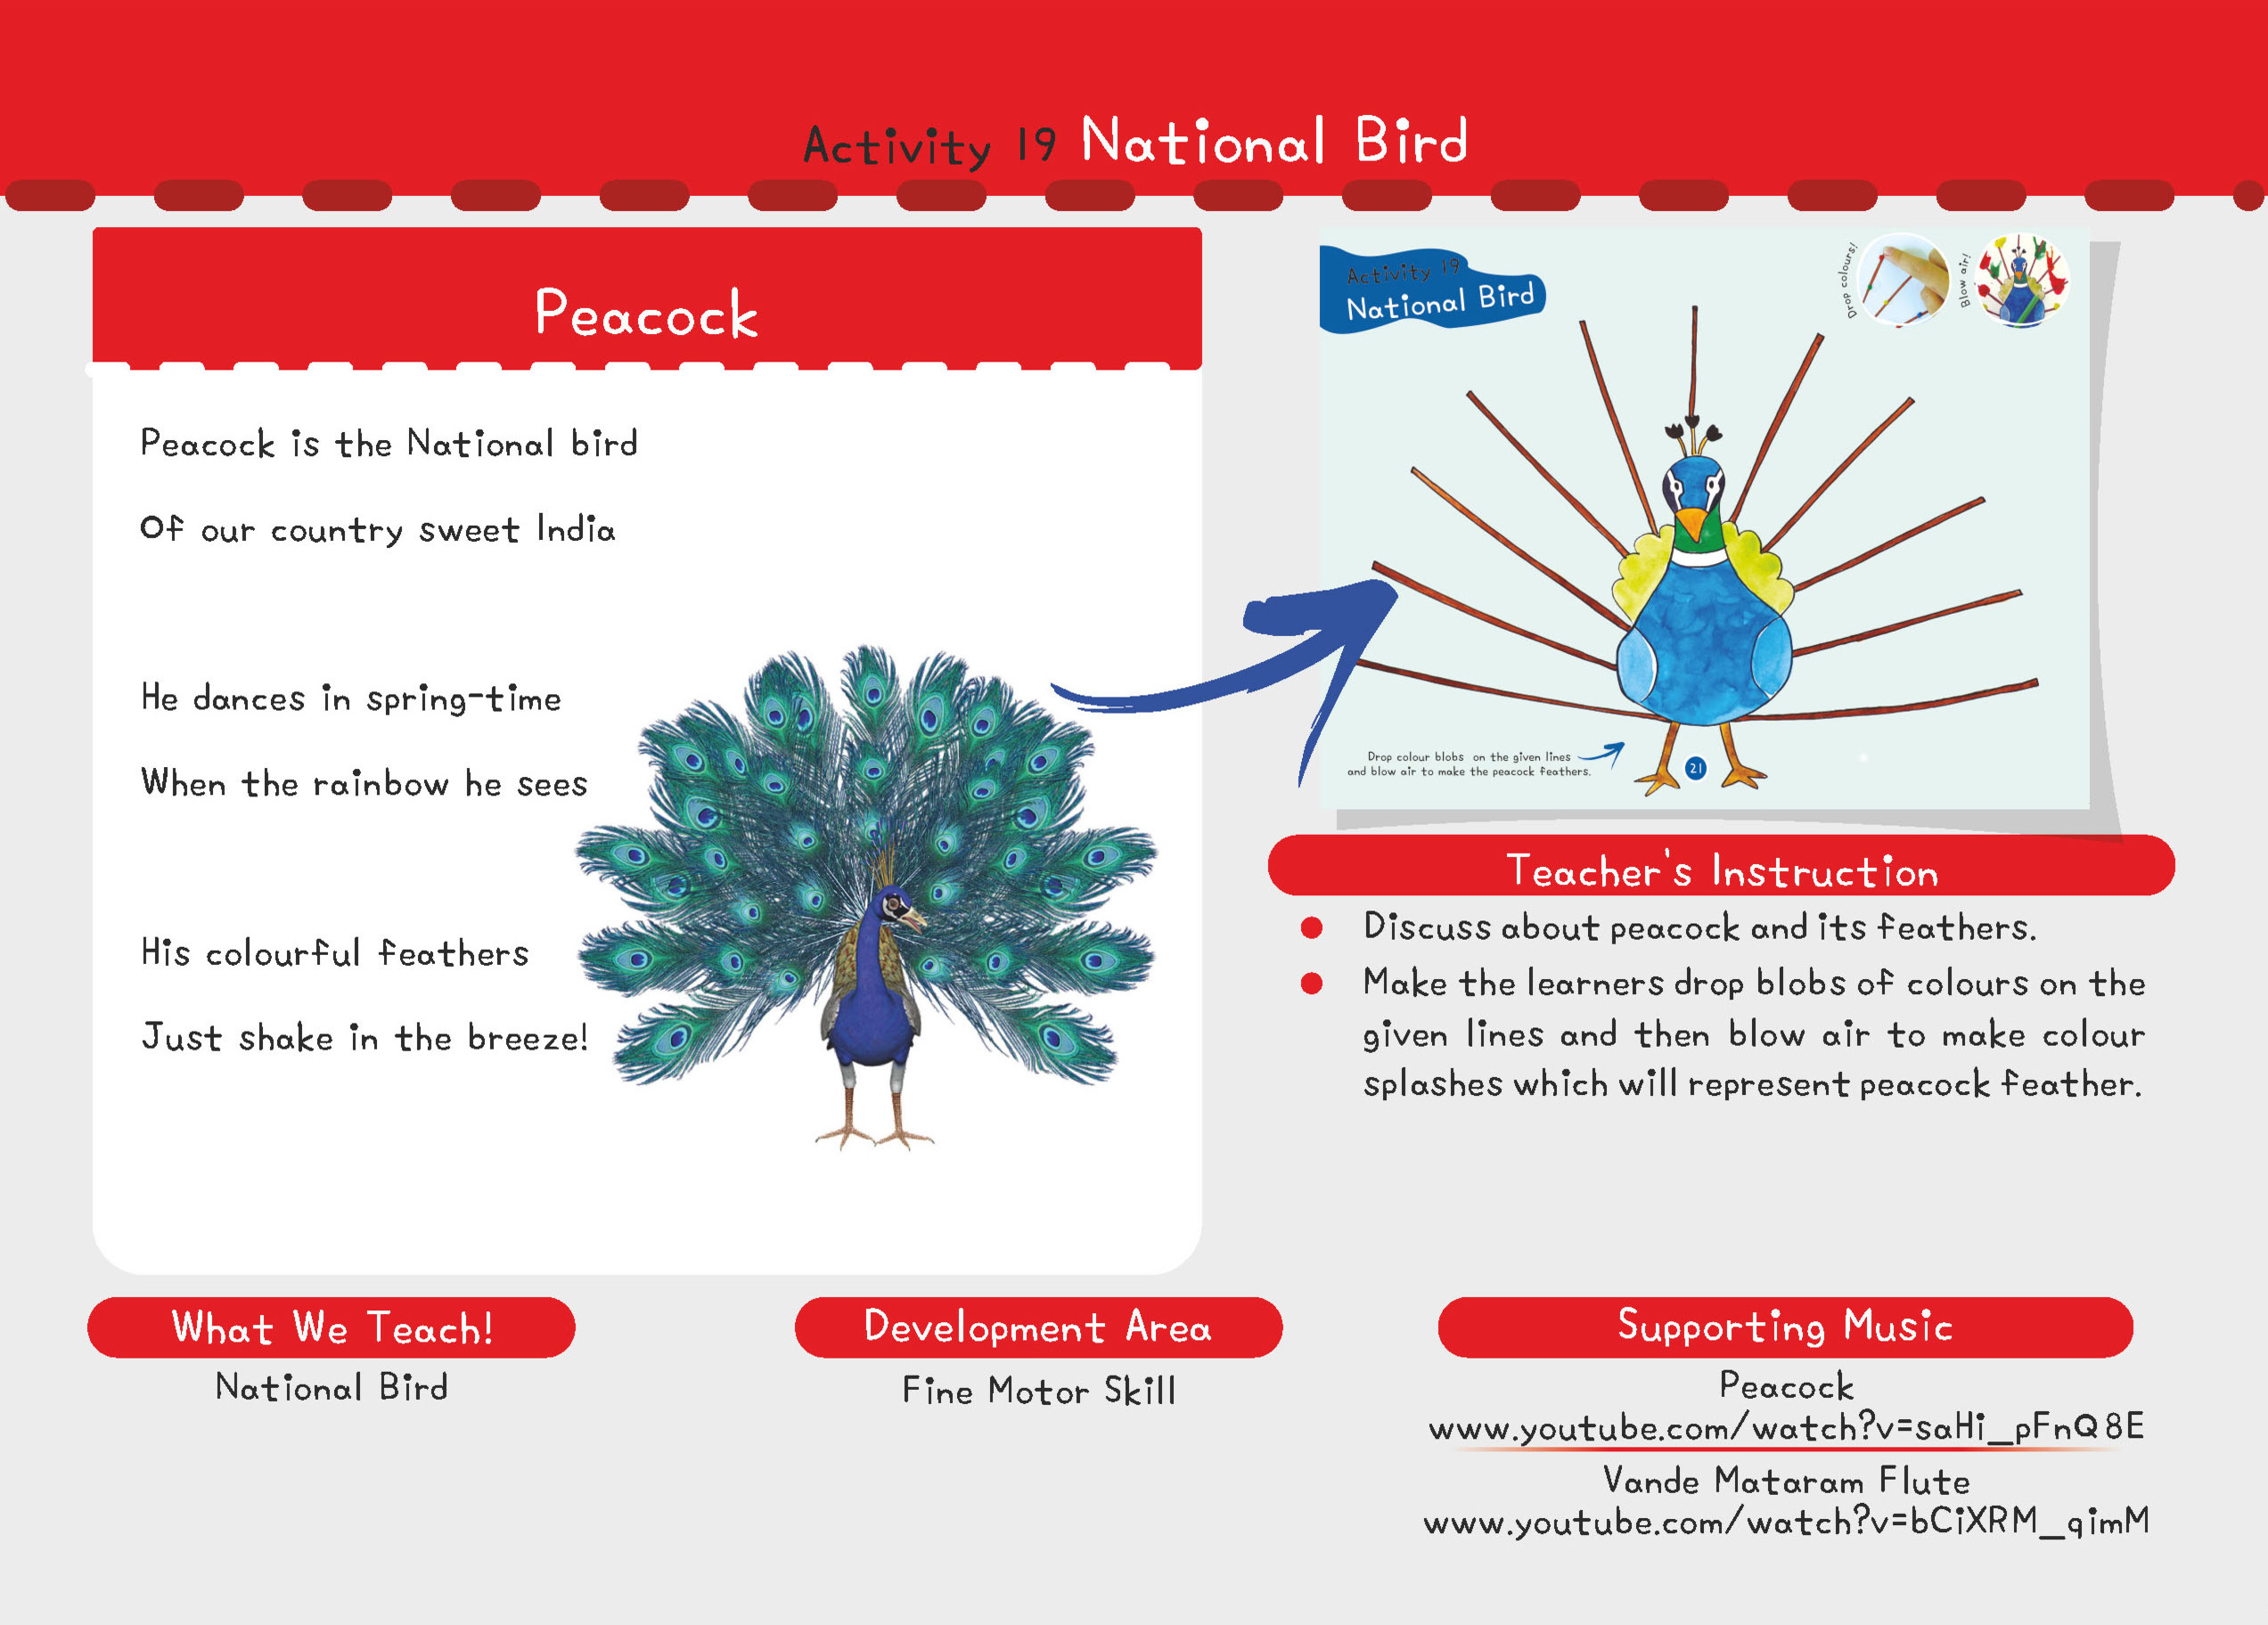 Activity 19 National Bird
Peacock
Peacock is the National bird
Of our country sweet India
He dances in spring-time
When the rainbow he sees
His colourful feathers
Just shake in the breeze!
Activity 19
National Bird
Drop colours!
Blow air!
Drop colour blobs on the given lines
and blow air to make the peacock feathers.
21
Teacher's Instruction
Discuss about peacock and its feathers.
Make the learners drop blobs of colours on the
given lines and then blow air to make colour
splashes which will represent peacock feather.
What We Teach!
National Bird
Development Area
Fine Motor Skill
Supporting Music
Peacock
www.youtube.com/watch?v=saHi_pFnQ8E
Vande Mataram Flute
www.youtube.com/watch?v=bCiXRM_qimM